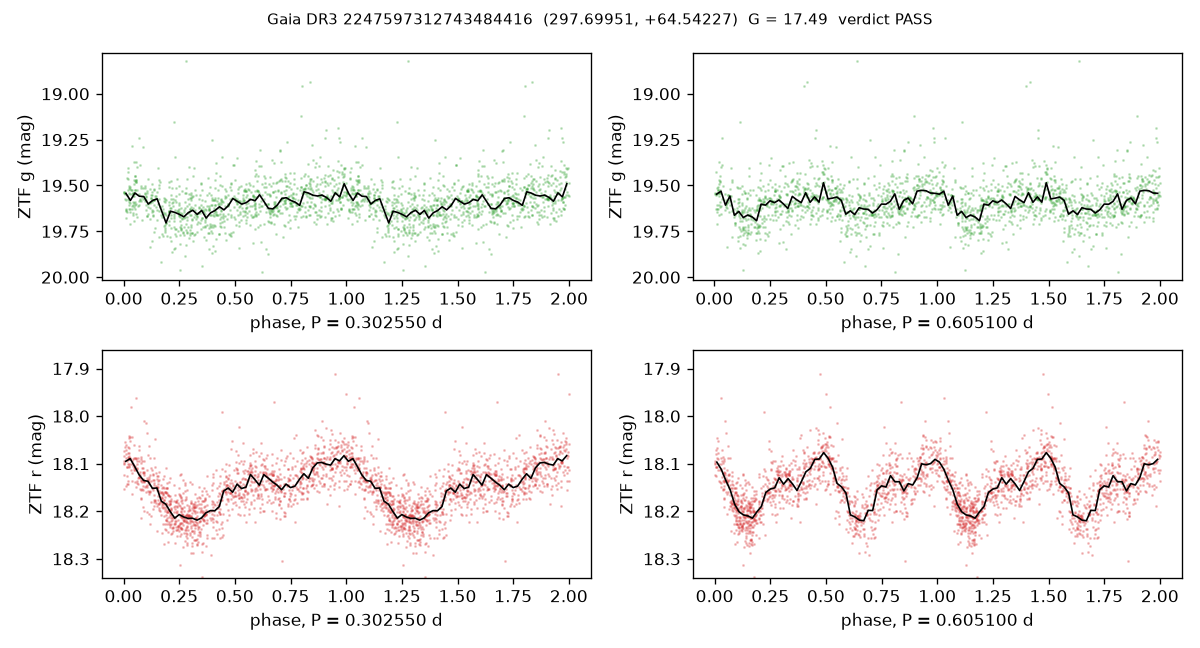 Gaia DR3 2247597312743484416 (297.69951, +64.54227) G = 17.49 verdict PASS
ZTF g (mag)
19.00
19.25
19.50
19.75
20.00
0.00 0.25 0.50 0.75 1.00 1.25 1.50 1.75 2.00
phase, P = 0.302550 d
ZTF g (mag)
19.00
19.25
19.50
19.75
20.00
0.00 0.25 0.50 0.75 1.00 1.25 1.50 1.75 2.00
phase, P = 0.605100 d
ZTF r (mag)
17.9
18.0
18.1
18.2
18.3
0.00 0.25 0.50 0.75 1.00 1.25 1.50 1.75 2.00
phase, P = 0.302550 d
ZTF r (mag)
17.9
18.0
18.1
18.2
18.3
0.00 0.25 0.50 0.75 1.00 1.25 1.50 1.75 2.00
phase, P = 0.605100 d